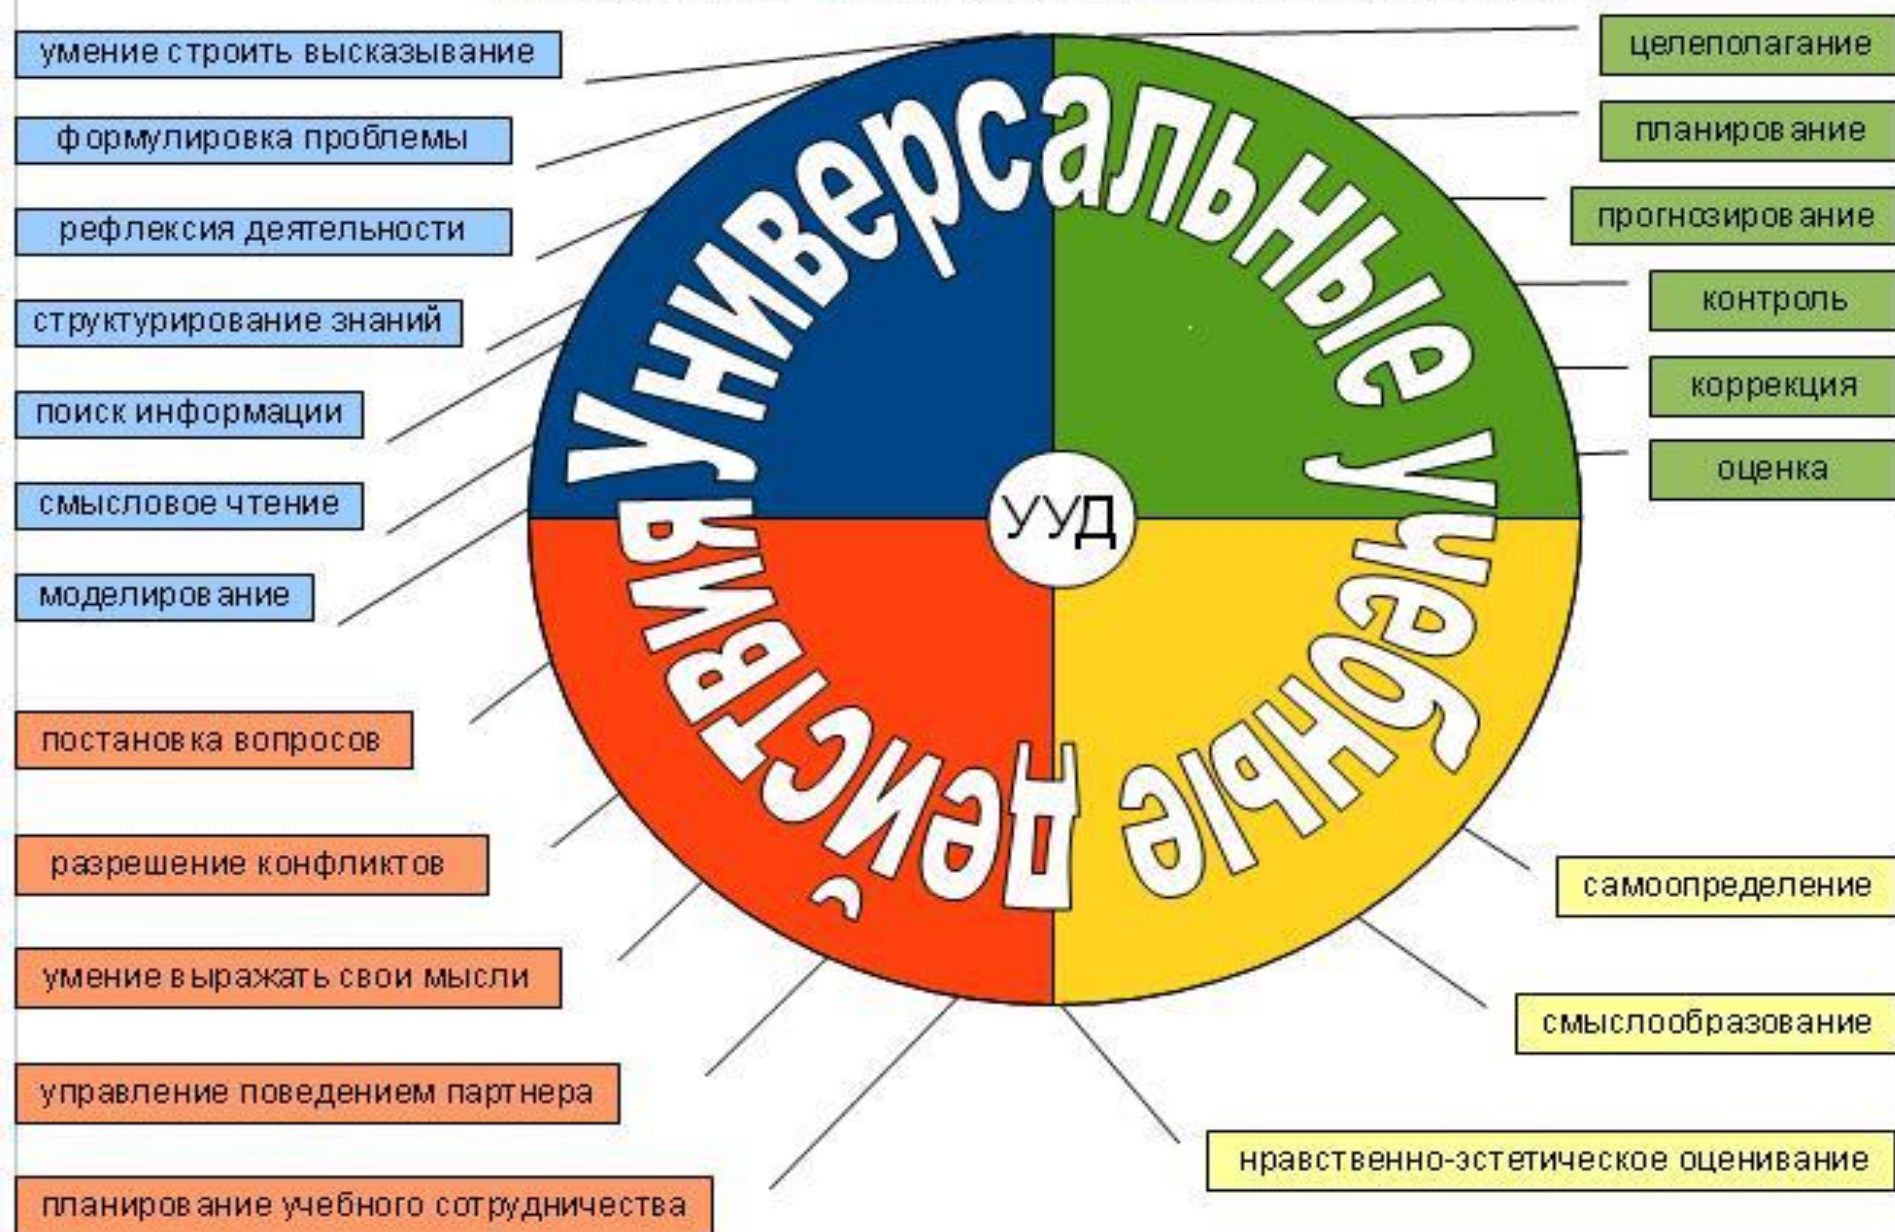 умение строить высказывание
формулировка проблемы
рефлексия деятельности
структурирование знаний
поиск информации
смысловое чтение
моделирование
постановка вопросов
разрешение конфликтов
умение выражать свои мысли
управление поведением партнера
планирование учебного сотрудничества
Универсальные учебные действия
УУД
целеполагание
планирование
прогнозирование
контроль
коррекция
оценка
самоопределение
смыслообразование
нравственно-эстетическое оценивание